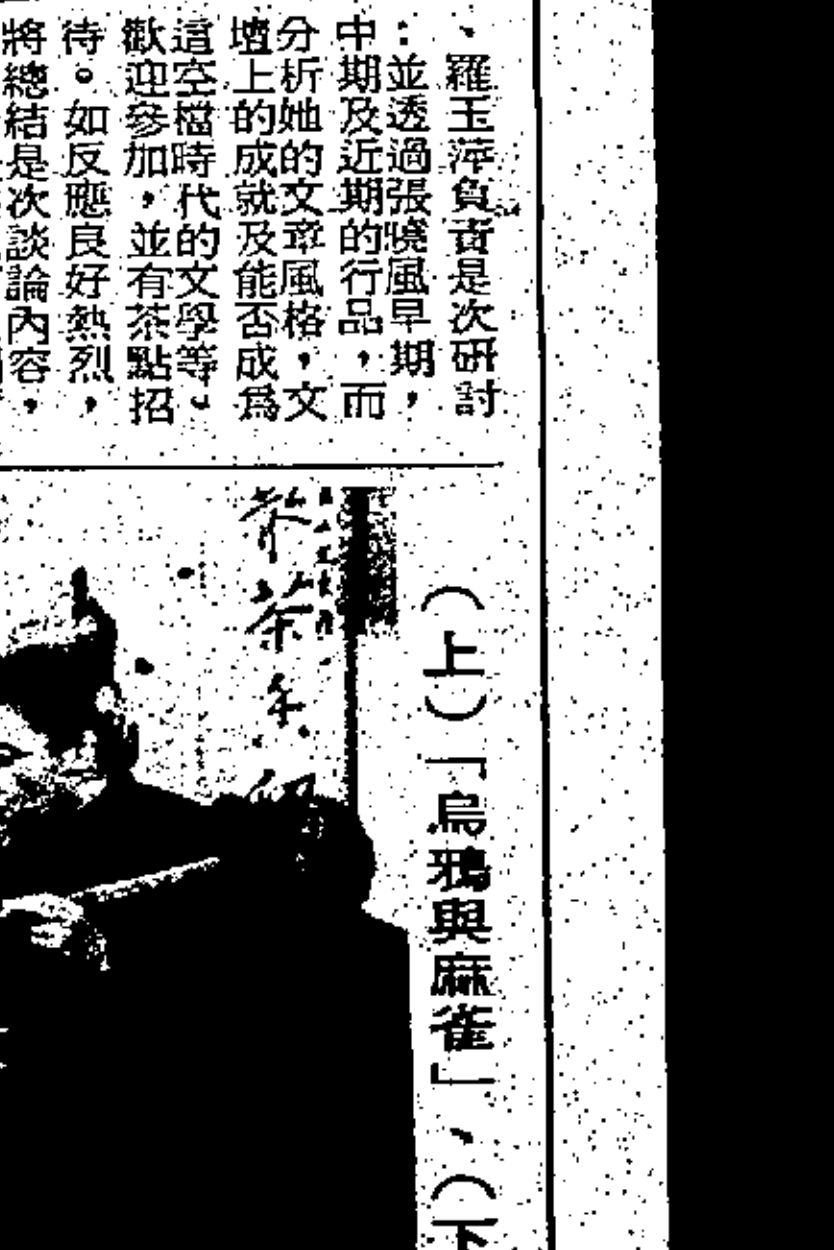 、羅玉萍負責是次研討
：並透過張曉風早期，
中期及近期的行品，而
分析她的文章風格，文
壇上的成就及能否成爲
這空檔時代的文學等。
歡迎參加，並有茶點招
待。如反應良好熱烈，
將總結是次談論內容，
（上）「烏鴉與麻雀」、（下